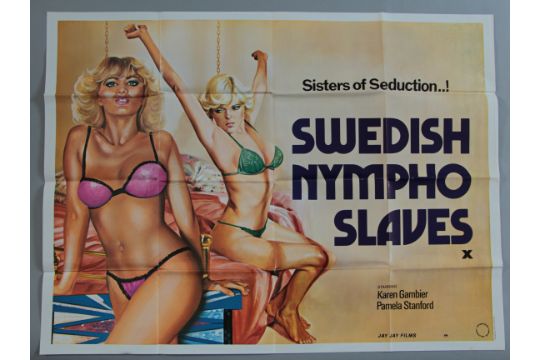 Sisters of Seduction..!
SWEDISH
NYMPHO
SLAVES
X
Karen Gambier
Pamela Stanford
JAY JAY FILMS